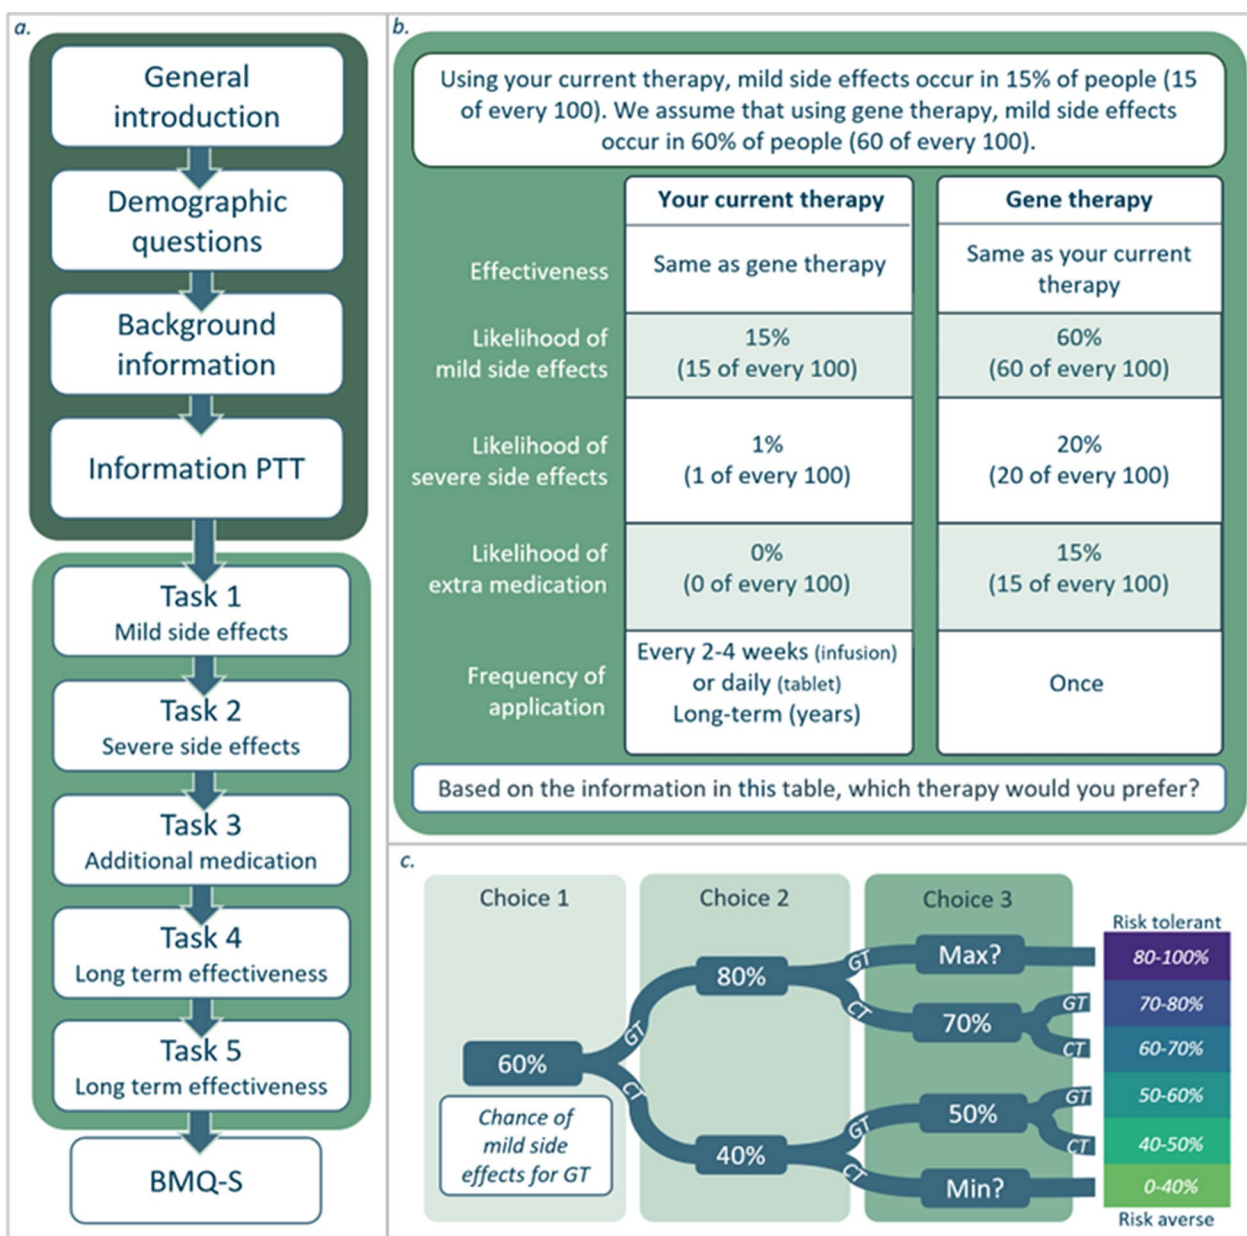 a.
General
introduction
Demographic
questions
Background
information
Information PTT
Task 1
Mild side effects
Task 2
Severe side effects
Task 3
Additional medication
Task 4
Long term effectiveness
Task 5
Long term effectiveness
BMQ-S
b.
Using your current therapy, mild side effects occur in 15% of people (15
of every 100). We assume that using gene therapy, mild side effects
occur in 60% of people (60 of every 100).
Your current therapy
Gene therapy
Effectiveness
Same as gene therapy
Same as your current
therapy
Likelihood of
mild side effects
15%
(15 of every 100)
60%
(60 of every 100)
Likelihood of
severe side effects
1%
(1 of every 100)
20%
(20 of every 100)
Likelihood of
extra medication
0%
(0 of every 100)
15%
(15 of every 100)
Frequency of
application
Every 2-4 weeks (infusion)
or daily (tablet)
Long-term (years)
Once
Based on the information in this table, which therapy would you prefer?
c.
Choice 1
Choice 2
Choice 3
60%
Chance of
mild side
effects for GT
GT
CT
80%
40%
GT
CT
GT
CT
Max?
70%
50%
Min?
GT
CT
GT
CT
Risk tolerant
80-100%
70-80%
60-70%
50-60%
40-50%
0-40%
Risk averse